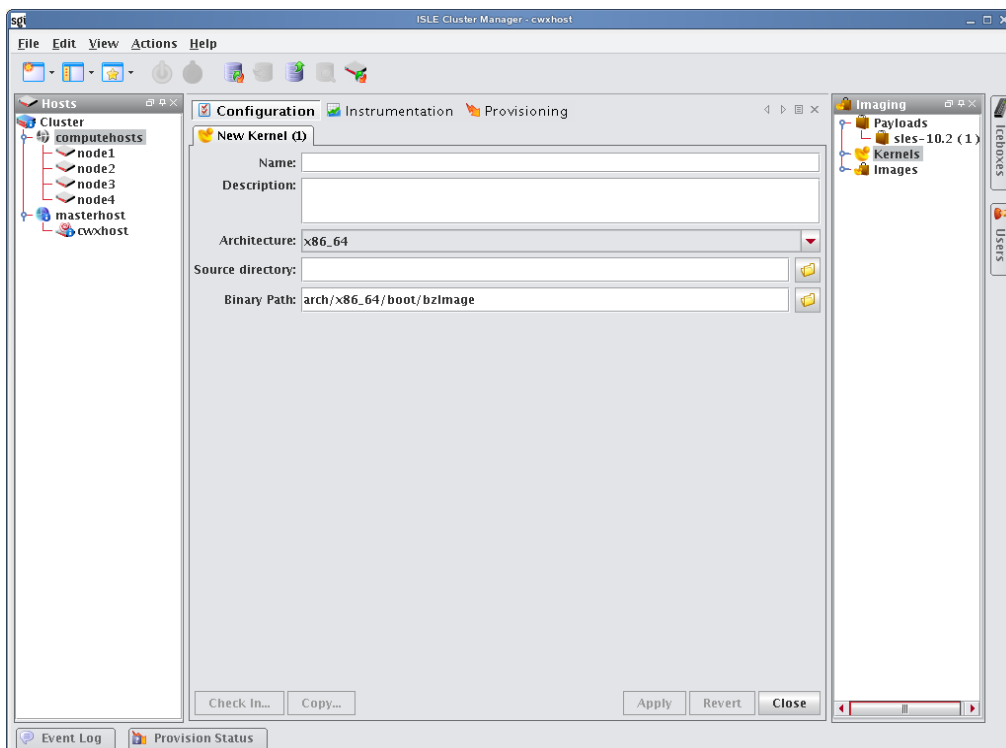 sgi ISLE Cluster Manager - cwxhost
File Edit View Actions Help
Hosts
Cluster
computehosts
node1
node2
node3
node4
masterhost
cwxhost
Configuration Instrumentation Provisioning
New Kernel (1)
Name:
Description:
Architecture: x86_64
Source directory:
Binary Path: arch/x86_64/boot/bzImage
Check In... Copy... Apply Revert Close
Imaging
Payloads
sles-10.2 (1)
Kernels
Images
Iceboxes
Users
Event Log Provision Status